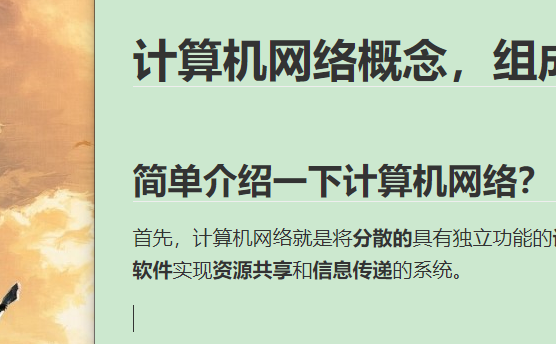 计算机网络概念，组成
简单介绍一下计算机网络？
首先，计算机网络就是将分散的具有独立功能的
软件实现资源共享和信息传递的系统。